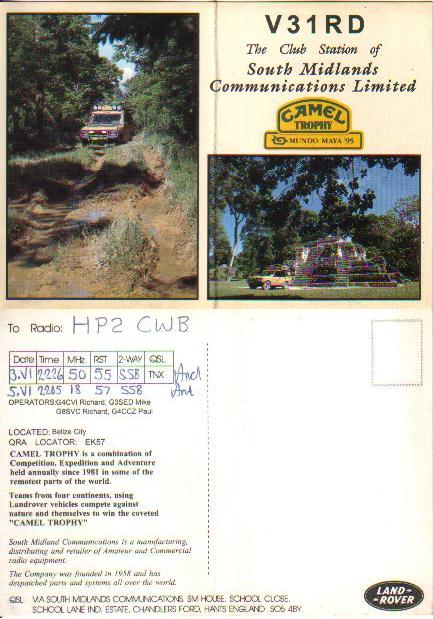 V31RD
The Club Station of
South Midlands
Communications Limited
CAMEL
TROPHY
MUNDO MAYA '95
To Radio: HP2 CWB
Date Time MHz RST 2-WAY QSL
3.VI 2226 50 55 SSB TNX And
5.VI 2205 18 57 SSB Ant
OPERATORS:G4CVI Richard, G3SED Mike
G8SVC Richard, G4CCZ Paul
LOCATED: Belize City
QRA LOCATOR: EK57
CAMEL TROPHY is a combination of
Competition, Expedition and Adventure
held annually since 1981 in some of the
remotest parts of the world.
Teams from four continents, using
Landrover vehicles compete against
nature and themselves to win the coveted
"CAMEL TROPHY"
South Midland Communications is a manufacturing,
distributing and retailer of Amateur and Commercial
radio equipment.
The Company was founded in 1958 and has
despatched parts and systems all over the world.
QSL VIA SOUTH MIDLANDS COMMUNICATIONS, SM HOUSE, SCHOOL CLOSE,
SCHOOL LANE IND. ESTATE, CHANDLERS FORD, HANTS ENGLAND SO5 4BY
LAND-
-ROVER